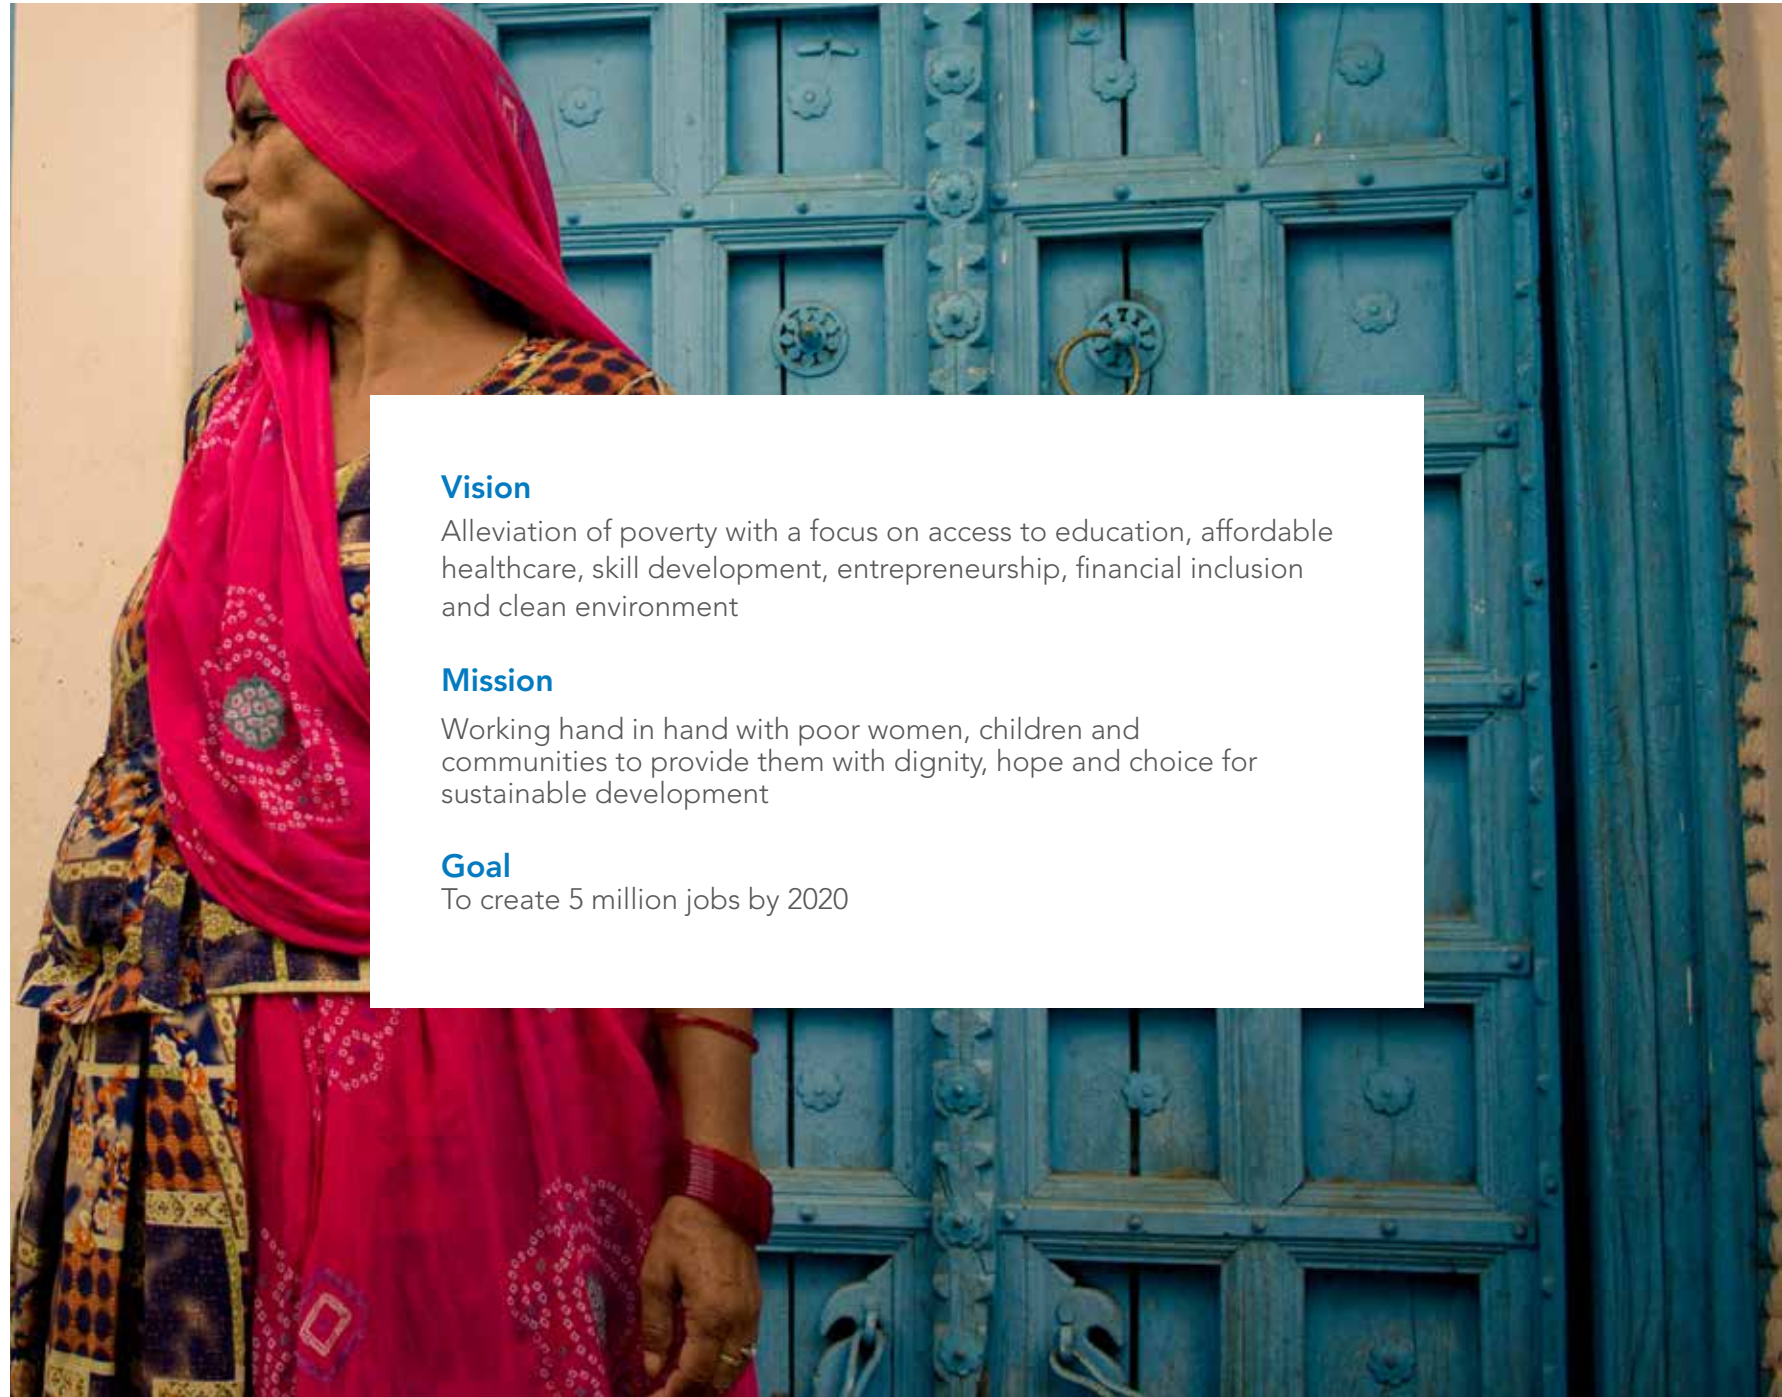 Vision
Alleviation of poverty with a focus on access to education, affordable
healthcare, skill development, entrepreneurship, financial inclusion
and clean environment
Mission
Working hand in hand with poor women, children and
communities to provide them with dignity, hope and choice for
sustainable development
Goal
To create 5 million jobs by 2020